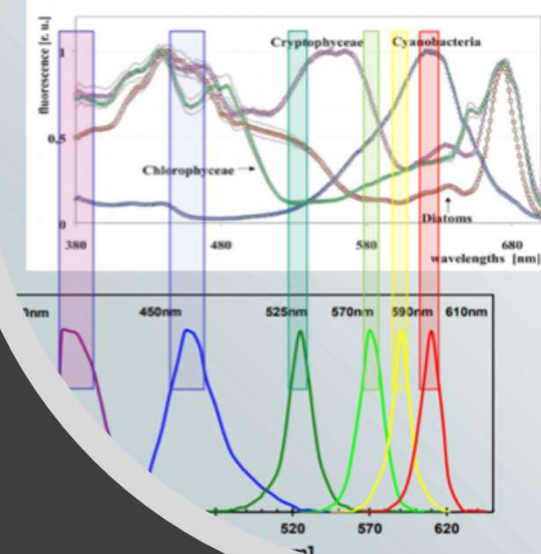 fluorescence [r. u.]
1
Cryptophyceae
Cyanobacteria
0.5
Chlorophyceae
Diatoms
0
380
480
580
680
wavelengths [nm]
450nm
525nm
570nm
590nm
610nm
520
570
620